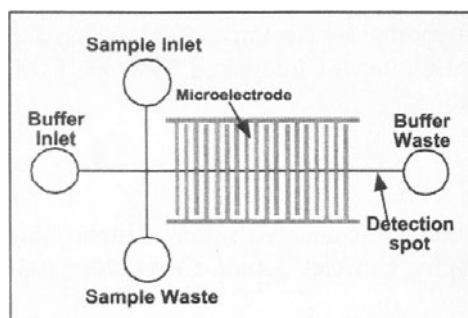 Sample Inlet
Microelectrode
Buffer
Inlet
Buffer
Waste
Detection
spot
Sample Waste